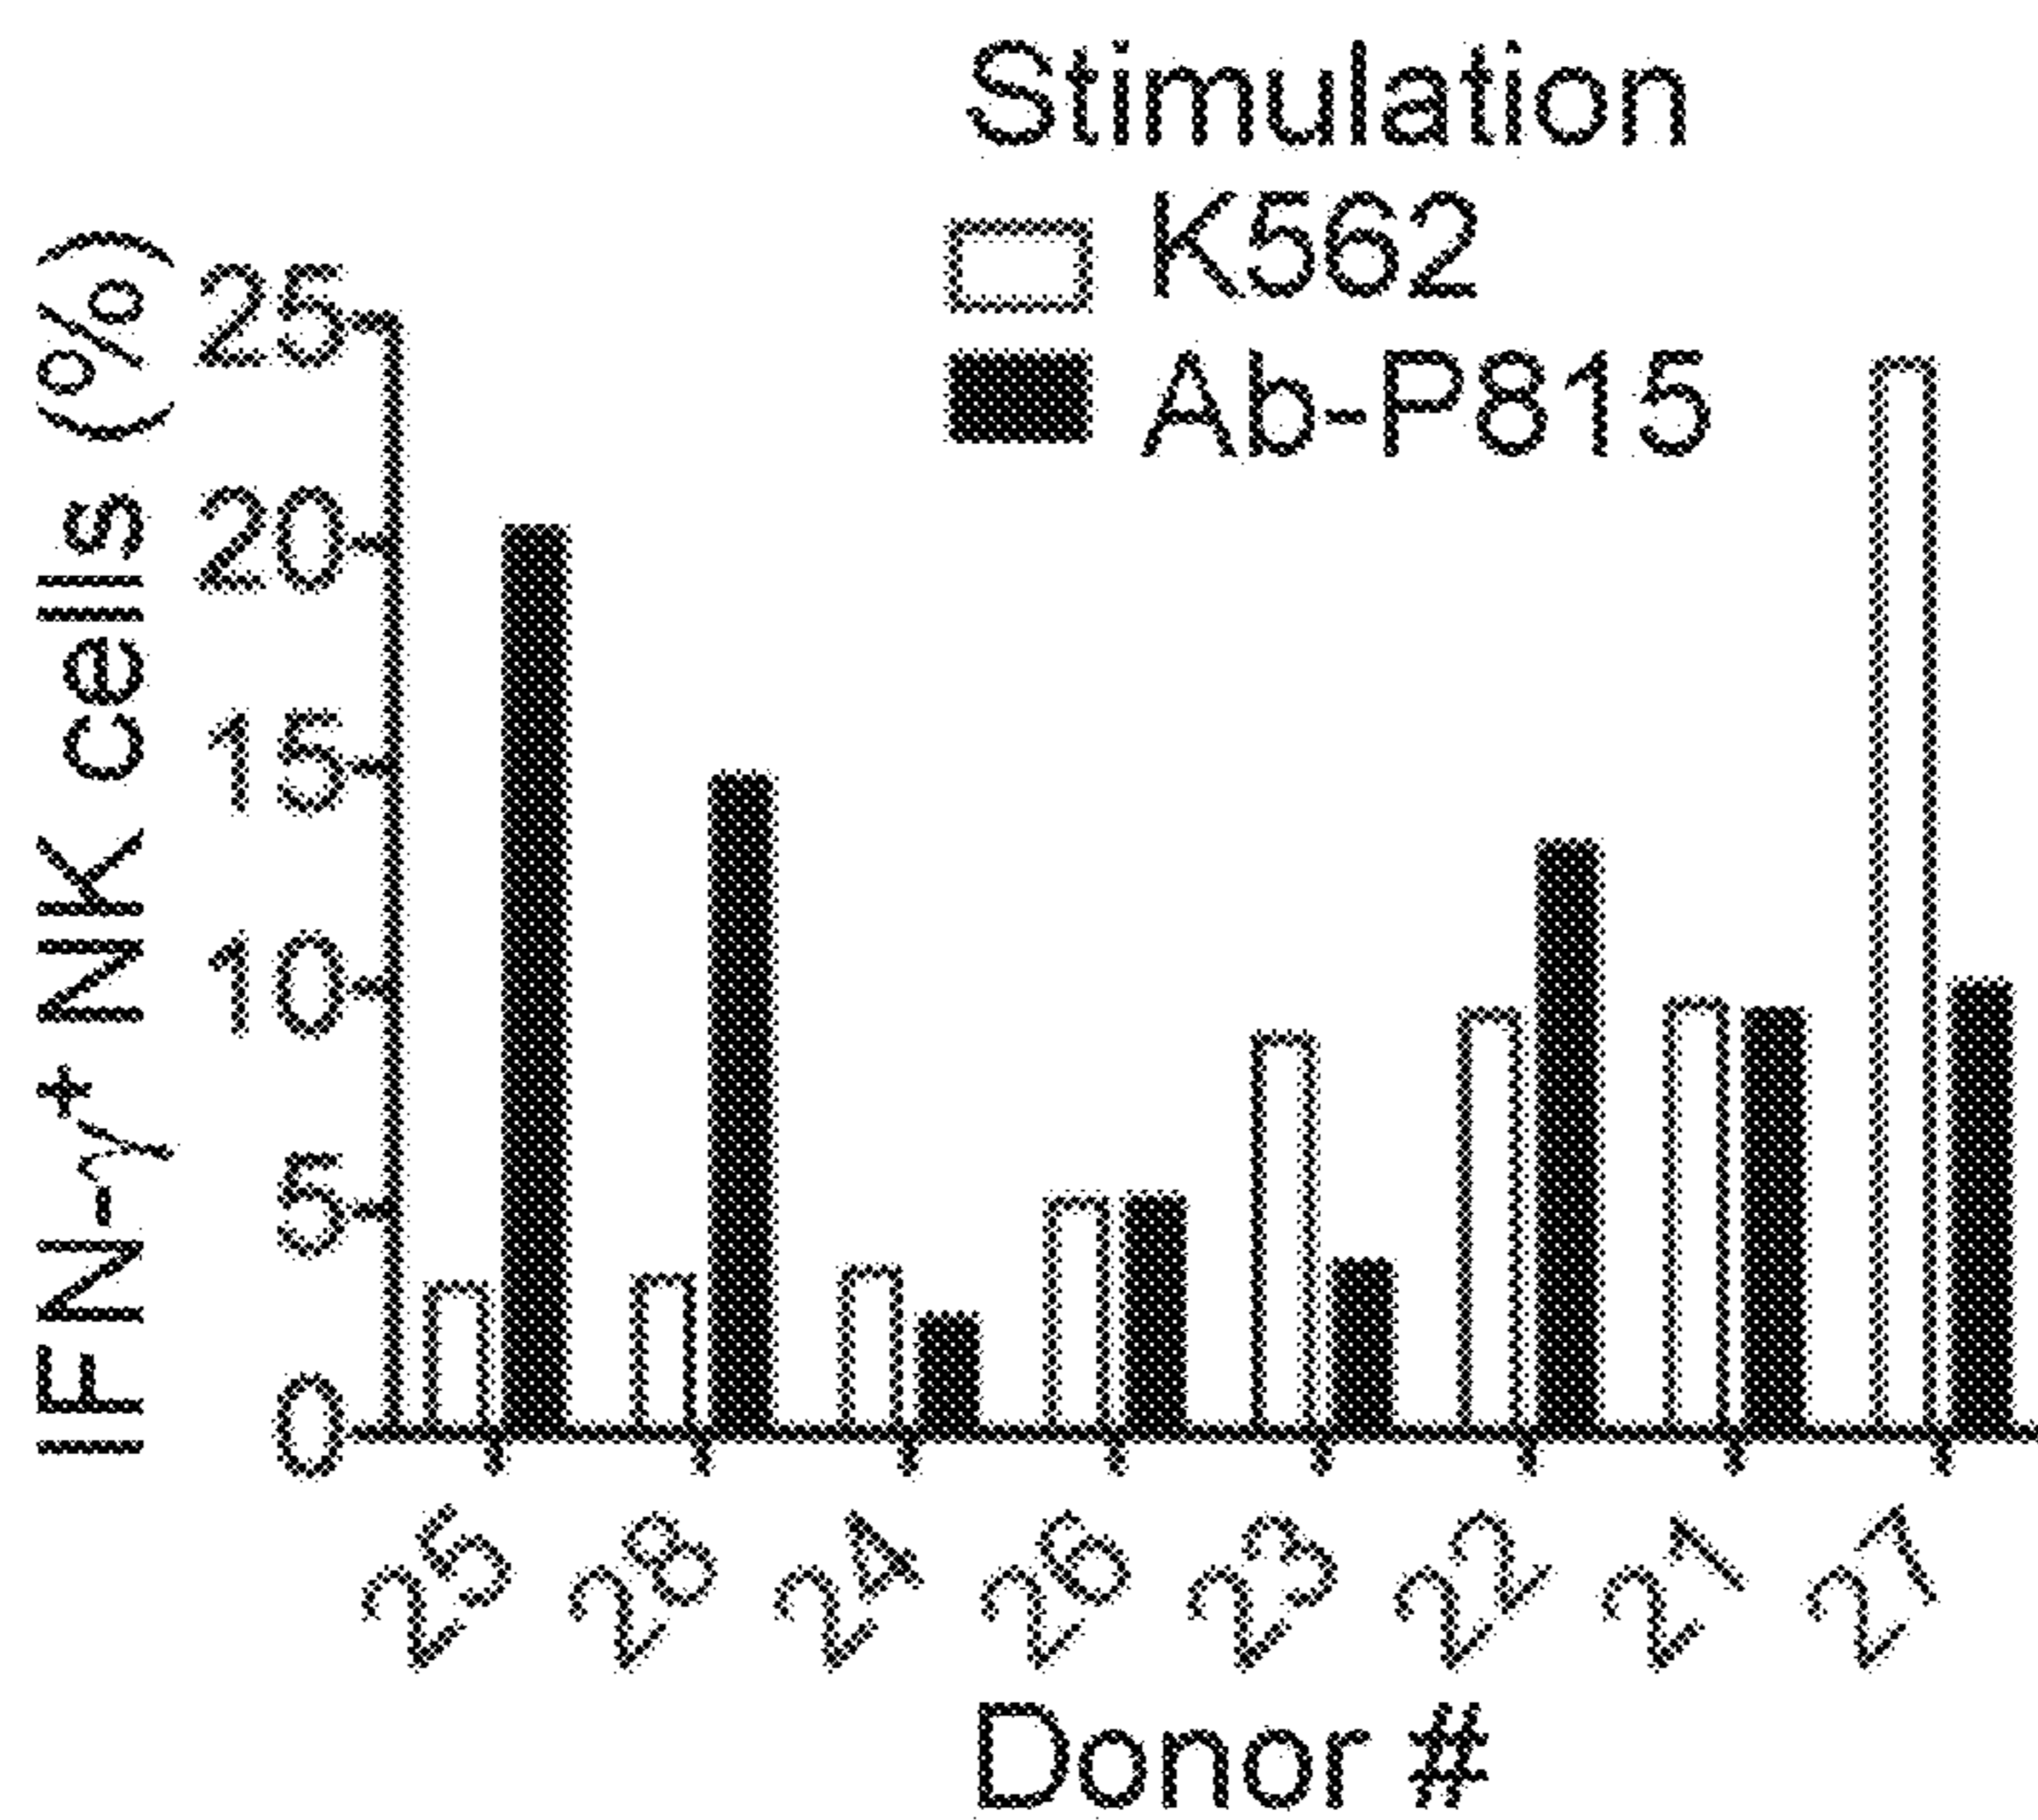 Stimulation
K562
Ab-P815
IFN-γ⁺ NK cells (%)
25
20
15
10
5
0
25 28 24 26 23 22 21 27
Donor #